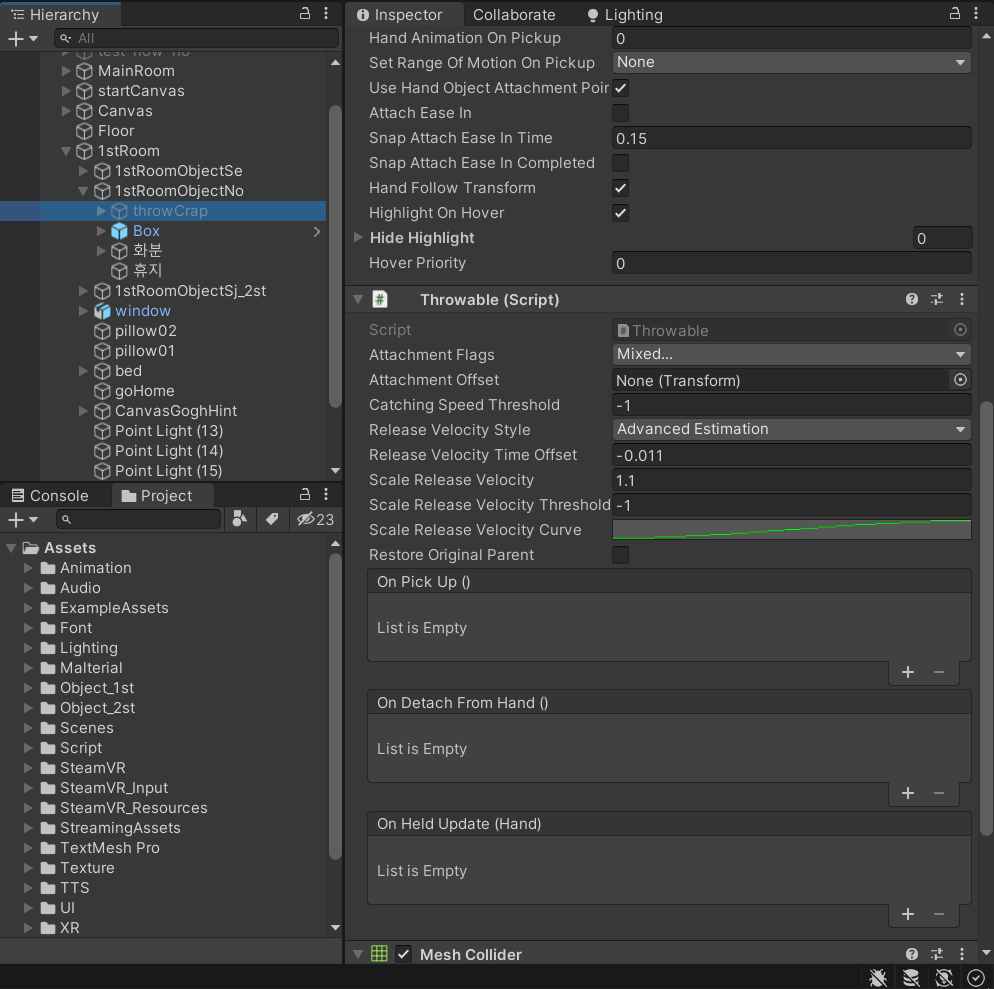 Hierarchy
All
test-now-no
MainRoom
startCanvas
Canvas
Floor
1stRoom
1stRoomObjectSe
1stRoomObjectNo
throwCrap
Box
화분
휴지
1stRoomObjectSj_2st
window
pillow02
pillow01
bed
goHome
CanvasGoghHint
Point Light (13)
Point Light (14)
Point Light (15)
Console
Project
23
Assets
Animation
Audio
ExampleAssets
Font
Lighting
Malterial
Object_1st
Object_2st
Scenes
Script
SteamVR
SteamVR_Input
SteamVR_Resources
StreamingAssets
TextMesh Pro
Texture
TTS
UI
XR
Inspector
Collaborate
Lighting
Hand Animation On Pickup 0
Set Range Of Motion On Pickup None
Use Hand Object Attachment Poir
Attach Ease In
Snap Attach Ease In Time 0.15
Snap Attach Ease In Completed
Hand Follow Transform
Highlight On Hover
Hide Highlight 0
Hover Priority 0
Throwable (Script)
Script Throwable
Attachment Flags Mixed...
Attachment Offset None (Transform)
Catching Speed Threshold -1
Release Velocity Style Advanced Estimation
Release Velocity Time Offset -0.011
Scale Release Velocity 1.1
Scale Release Velocity Threshold -1
Scale Release Velocity Curve
Restore Original Parent
On Pick Up ()
List is Empty
On Detach From Hand ()
List is Empty
On Held Update (Hand)
List is Empty
Mesh Collider